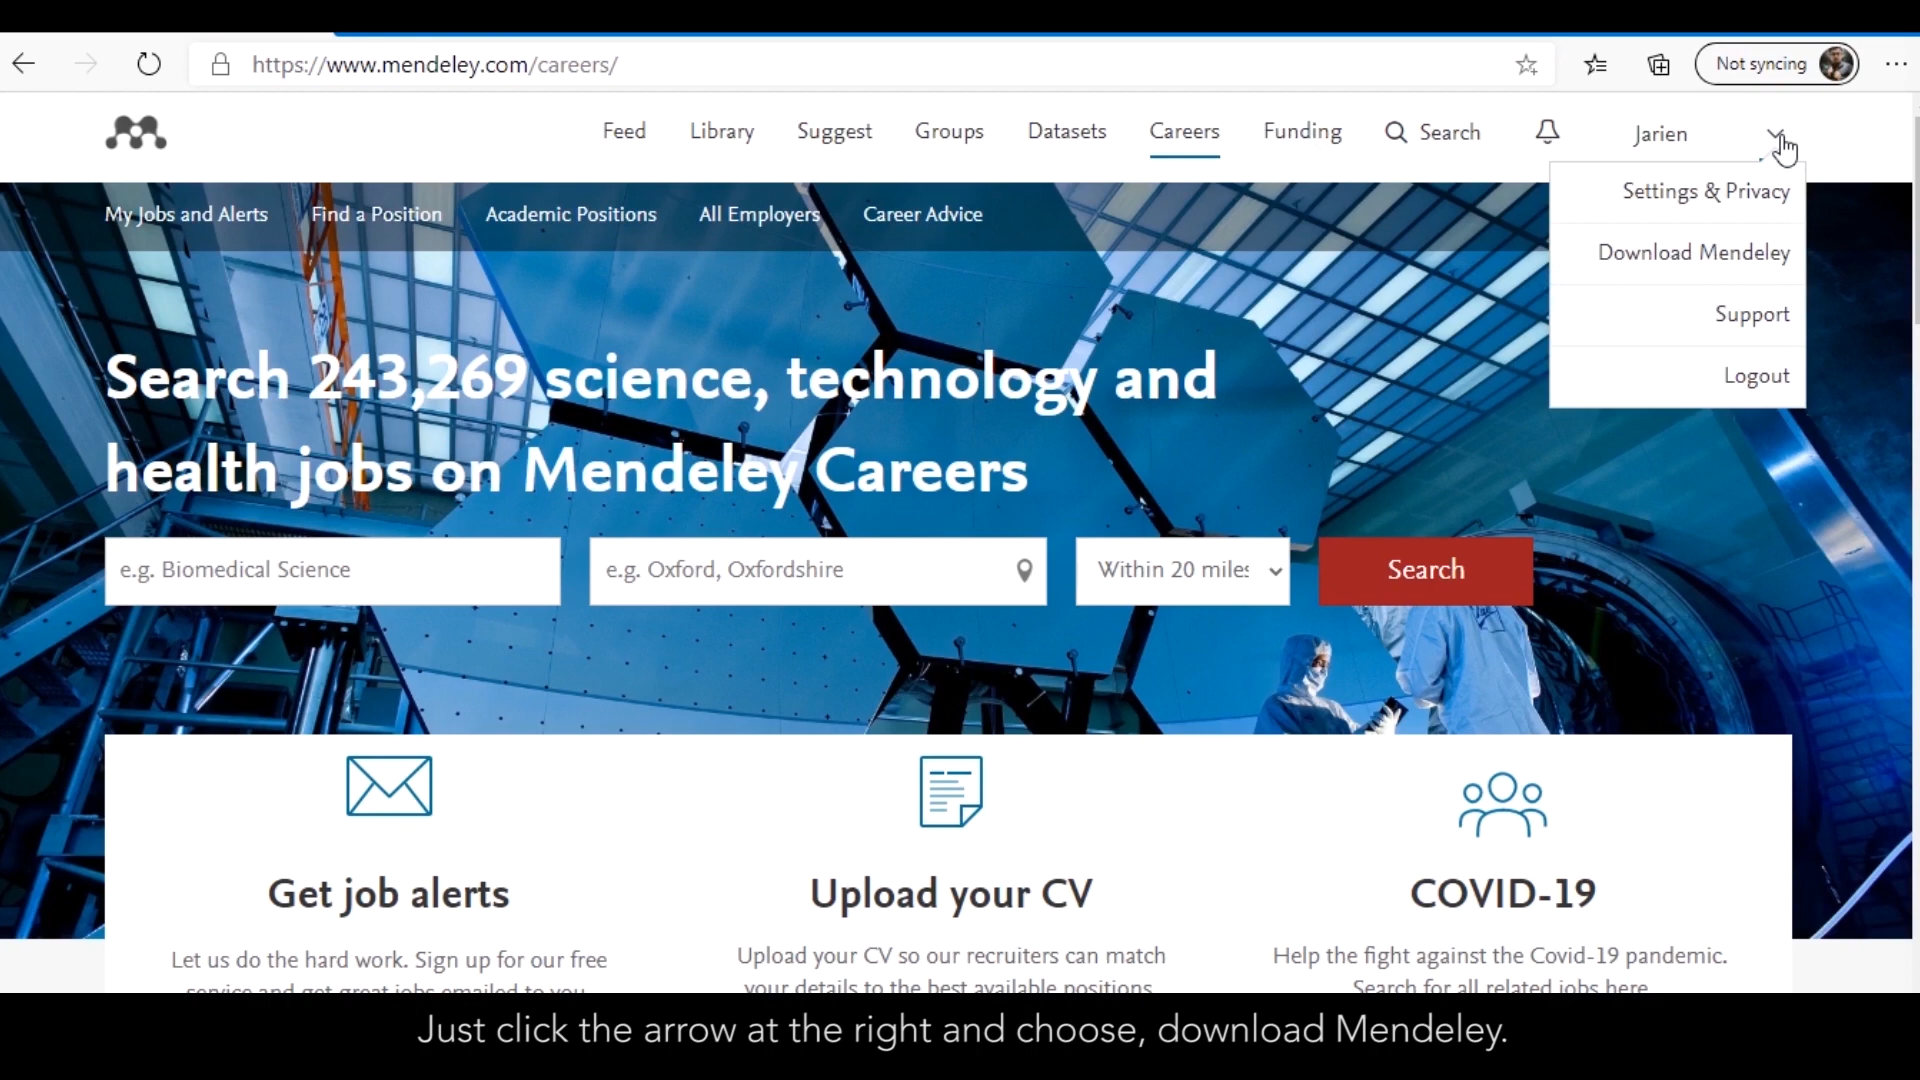 https://www.mendeley.com/careers/
Not syncing
Feed Library Suggest Groups Datasets Careers Funding Search Jarien
Settings & Privacy
Download Mendeley
Support
Logout
My Jobs and Alerts Find a Position Academic Positions All Employers Career Advice
Search 243,269 science, technology and
health jobs on Mendeley Careers
e.g. Biomedical Science e.g. Oxford, Oxfordshire Within 20 miles Search
Get job alerts
Let us do the hard work. Sign up for our free
service and get great jobs emailed to you
Upload your CV
Upload your CV so our recruiters can match
your details to the best available positions
COVID-19
Help the fight against the Covid-19 pandemic.
Search for all related jobs here
Just click the arrow at the right and choose, download Mendeley.